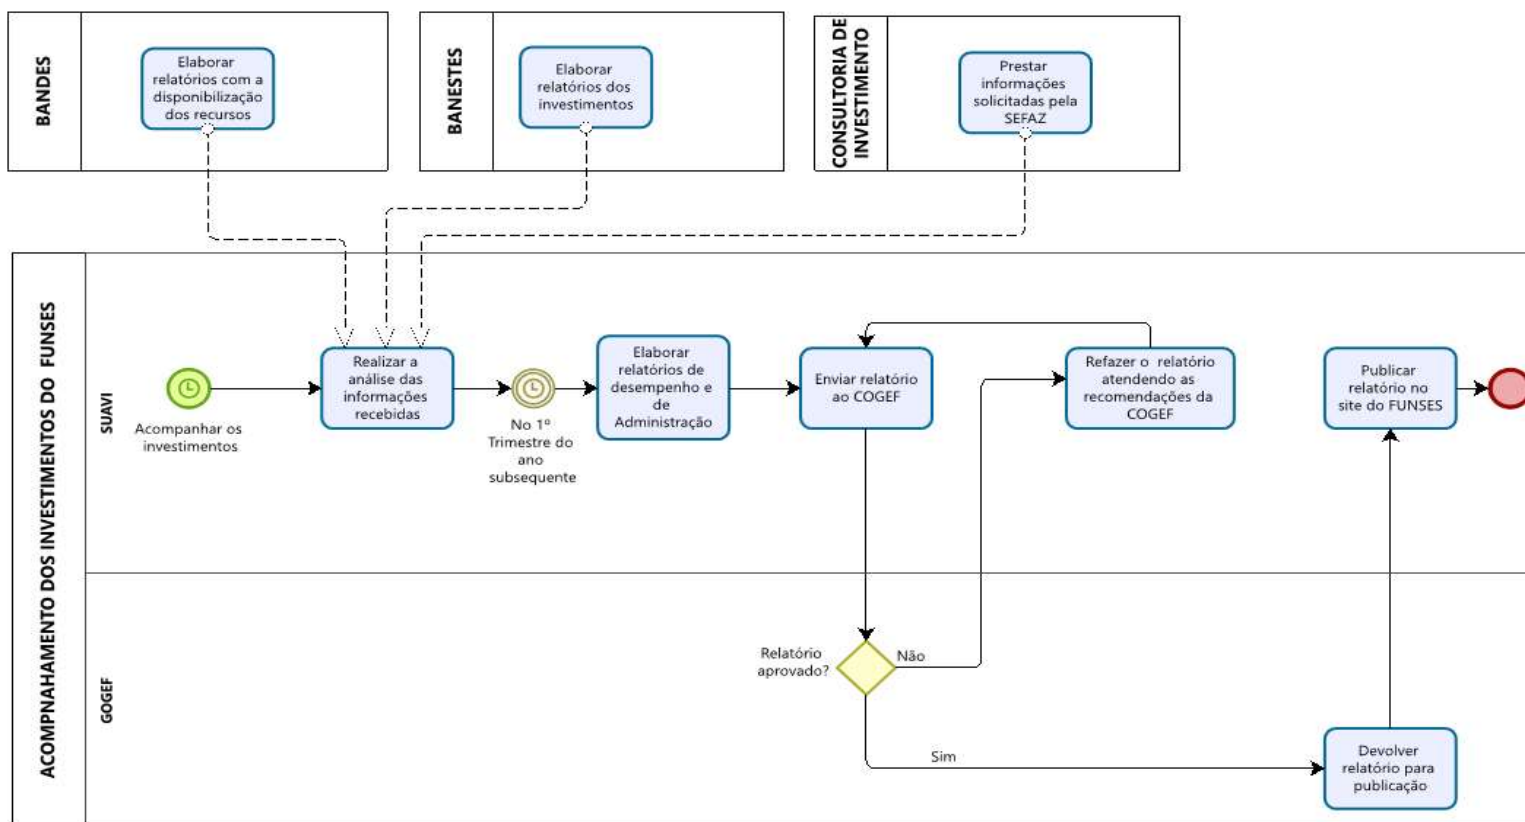 BANDES
Elaborar
relatórios com a
disponibilização
dos recursos
BANESTES
Elaborar
relatórios dos
investimentos
CONSULTORIA DE
INVESTIMENTO
Prestar
informações
solicitadas pela
SEFAZ
ACOMPNAHAMENTO DOS INVESTIMENTOS DO FUNSES
SUAVI
Acompanhar os
investimentos
Realizar a
análise das
informações
recebidas
No 1º
Trimestre do
ano
subsequente
Elaborar
relatórios de
desempenho e
de
Administração
Enviar relatório
ao COGEF
Refazer o relatório
atendendo as
recomendações da
COGEF
Publicar
relatório no
site do FUNSES
GOGEF
Relatório
aprovado?
Não
Sim
Devolver
relatório para
publicação